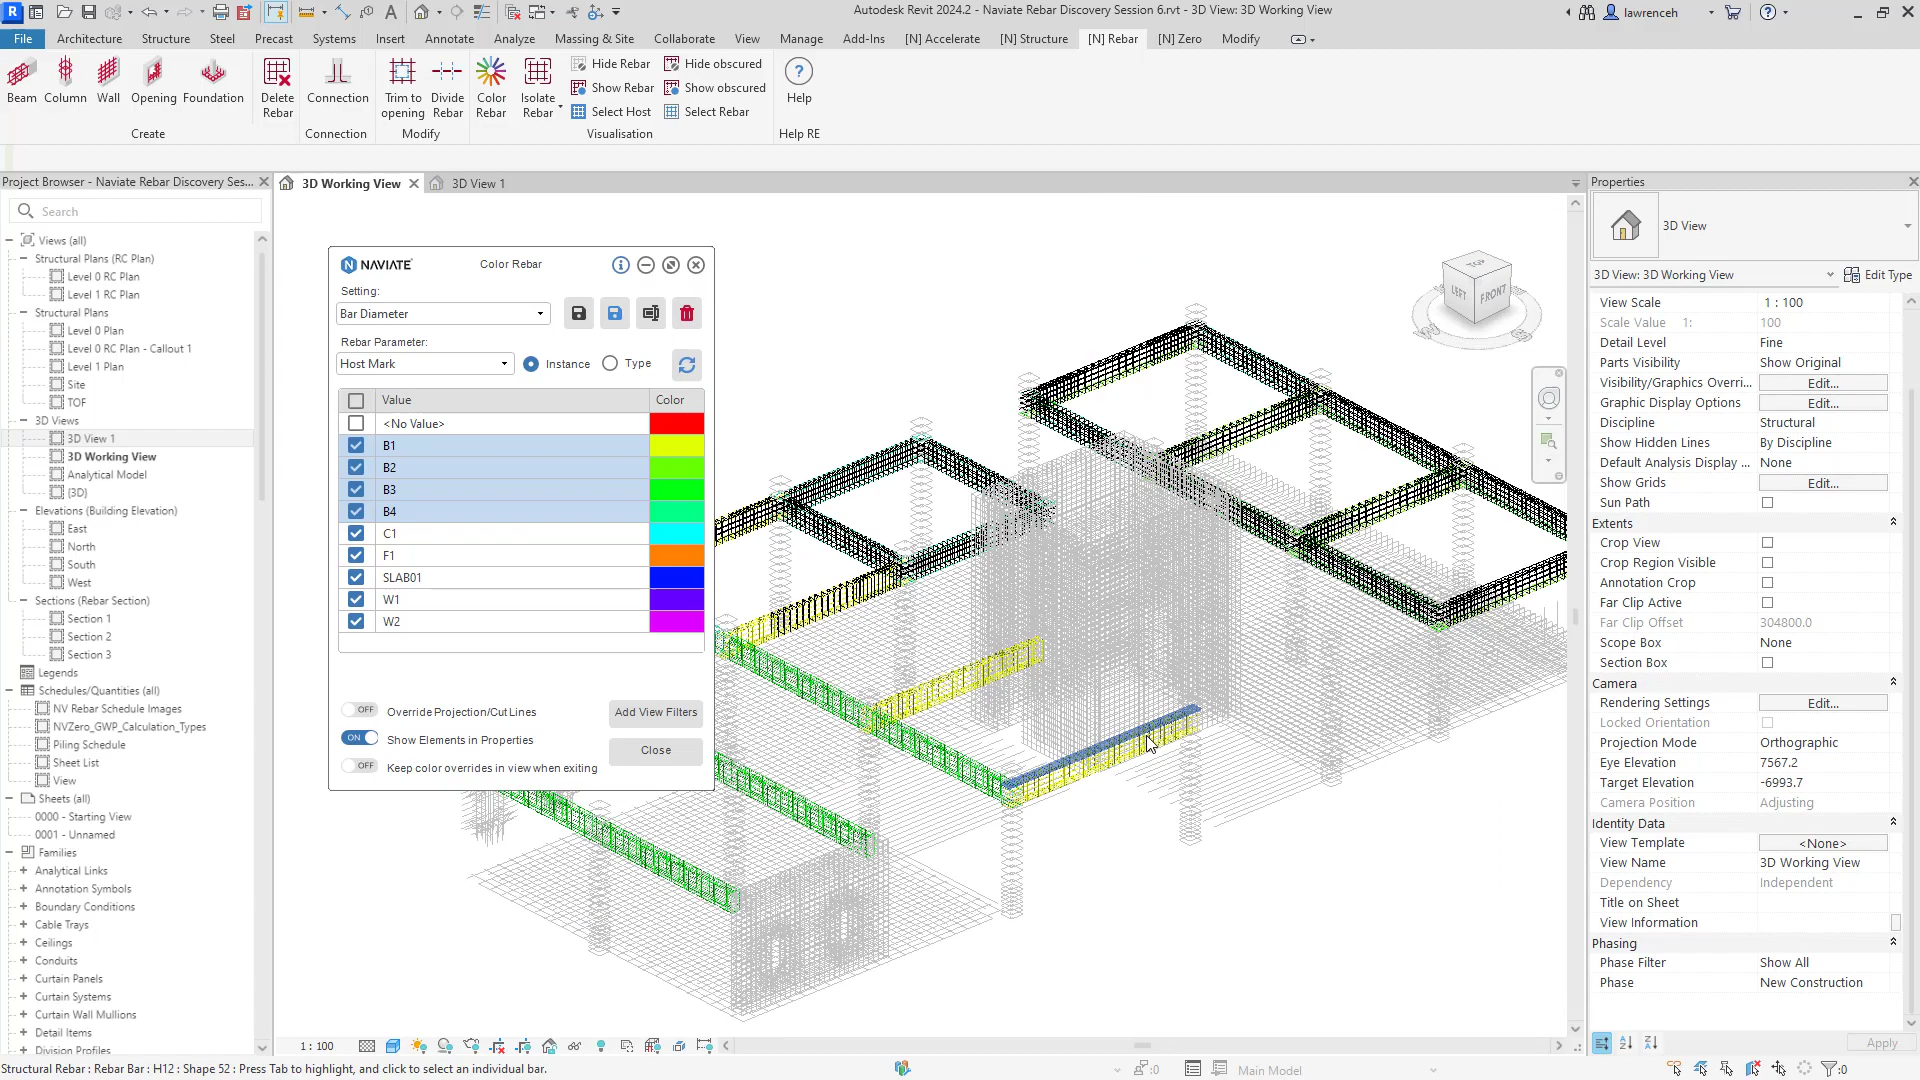 Autodesk Revit 2024.2 - Naviate Rebar Discovery Session 6.rvt - 3D View: 3D Working View
lawrenceh
File Architecture Structure Steel Precast Systems Insert Annotate Analyze Massing & Site Collaborate View Manage Add-Ins [N] Accelerate [N] Structure [N] Rebar [N] Zero Modify
Beam Column Wall Opening Foundation
Delete Rebar
Connection
Trim to opening
Divide Rebar
Color Rebar
Isolate Rebar
Hide Rebar
Show Rebar
Select Host
Hide obscured
Show obscured
Select Rebar
Help
Create Connection Modify Visualisation Help RE
Project Browser - Naviate Rebar Discovery Ses...
Search
Views (all)
Structural Plans (RC Plan)
Level 0 RC Plan
Level 1 RC Plan
Structural Plans
Level 0 Plan
Level 0 RC Plan - Callout 1
Level 1 Plan
Site
TOF
3D Views
3D View 1
3D Working View
Analytical Model
{3D}
Elevations (Building Elevation)
East
North
South
West
Sections (Rebar Section)
Section 1
Section 2
Section 3
Legends
Schedules/Quantities (all)
NV Rebar Schedule Images
NVZero_GWP_Calculation_Types
Piling Schedule
Sheet List
View
Sheets (all)
0000 - Starting View
0001 - Unnamed
Families
Analytical Links
Annotation Symbols
Boundary Conditions
Cable Trays
Ceilings
Conduits
Curtain Panels
Curtain Systems
Curtain Wall Mullions
Detail Items
Division Profiles
3D Working View
3D View 1
NAVIATE
Color Rebar
Setting:
Bar Diameter
Rebar Parameter:
Host Mark
Instance
Type
Value Color
<No Value>
B1
B2
B3
B4
C1
F1
SLAB01
W1
W2
OFF Override Projection/Cut Lines
Add View Filters
ON Show Elements in Properties
Close
OFF Keep color overrides in view when exiting
TOP
LEFT
FRONT
1 : 100
Properties
3D View
3D View: 3D Working View
Edit Type
View Scale 1 : 100
Scale Value 1: 100
Detail Level Fine
Parts Visibility Show Original
Visibility/Graphics Overri... Edit...
Graphic Display Options Edit...
Discipline Structural
Show Hidden Lines By Discipline
Default Analysis Display ... None
Show Grids Edit...
Sun Path
Extents
Crop View
Crop Region Visible
Annotation Crop
Far Clip Active
Far Clip Offset 304800.0
Scope Box None
Section Box
Camera
Rendering Settings Edit...
Locked Orientation
Projection Mode Orthographic
Eye Elevation 7567.2
Target Elevation -6993.7
Camera Position Adjusting
Identity Data
View Template <None>
View Name 3D Working View
Dependency Independent
Title on Sheet
View Information
Phasing
Phase Filter Show All
Phase New Construction
Apply
Structural Rebar : Rebar Bar : H12 : Shape 52 : Press Tab to highlight, and click to select an individual bar.
:0
Main Model
:0